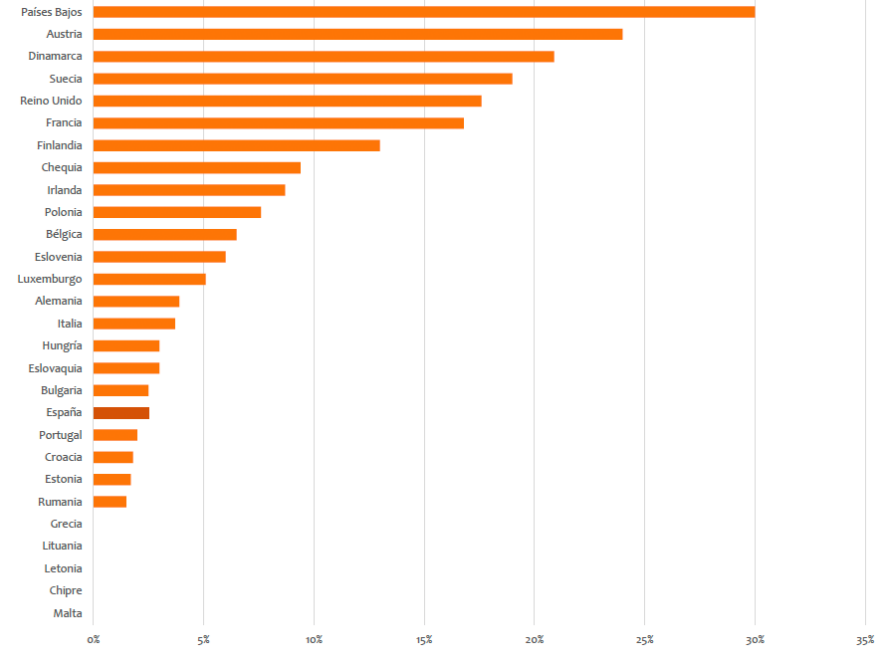 Países Bajos
Austria
Dinamarca
Suecia
Reino Unido
Francia
Finlandia
Chequia
Irlanda
Polonia
Bélgica
Eslovenia
Luxemburgo
Alemania
Italia
Hungría
Eslovaquia
Bulgaria
España
Portugal
Croacia
Estonia
Rumania
Grecia
Lituania
Letonia
Chipre
Malta
0% 5% 10% 15% 20% 25% 30% 35%